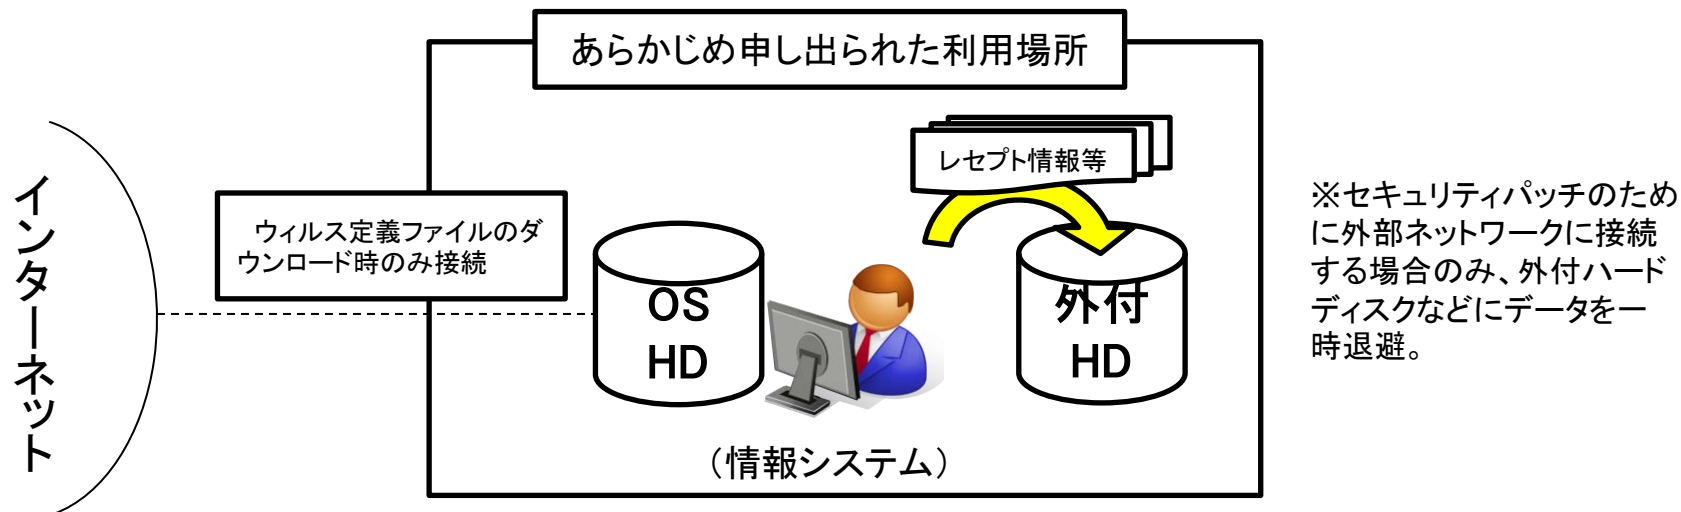 あらかじめ申し出られた利用場所
レセプト情報等
インターネット
ウィルス定義ファイルのダ
ウンロード時のみ接続
OS
HD
外付
HD
（情報システム）
※セキュリティパッチのため
に外部ネットワークに接続
する場合のみ、外付ハード
ディスクなどにデータを一
時退避。